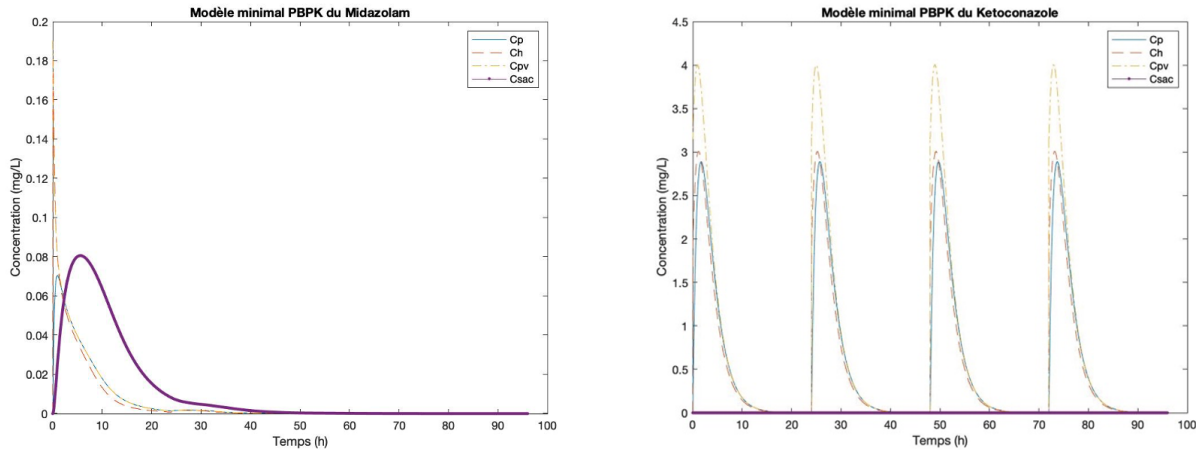 Modèle minimal PBPK du Midazolam
0.2
0.18
0.16
0.14
0.12
0.1
0.08
0.06
0.04
0.02
0
Concentration (mg/L)
Cp
Ch
Cpv
Csac
0 10 20 30 40 50 60 70 80 90 100
Temps (h)
Modèle minimal PBPK du Ketoconazole
4.5
4
3.5
3
2.5
2
1.5
1
0.5
0
Concentration (mg/L)
Cp
Ch
Cpv
Csac
0 10 20 30 40 50 60 70 80 90 100
Temps (h)